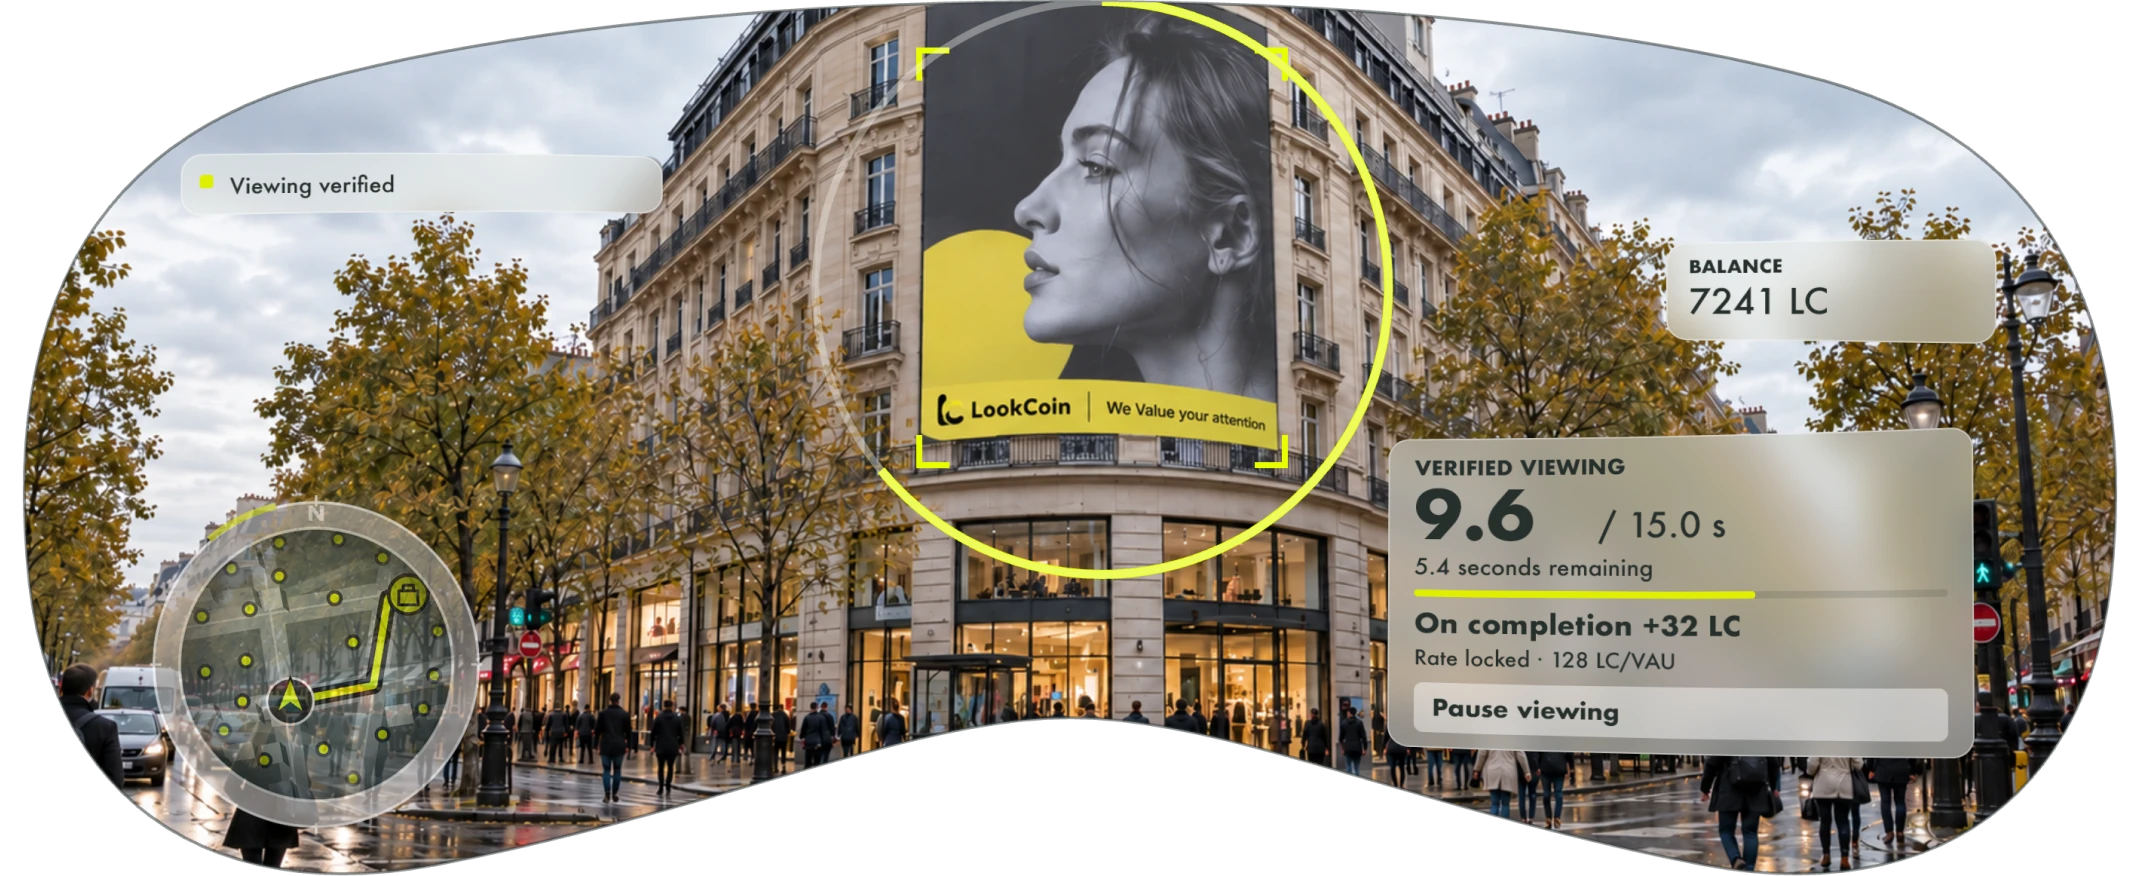 Viewing verified
LookCoin | We Value your attention
BALANCE
7241 LC
VERIFIED VIEWING
9.6 / 15.0 s
5.4 seconds remaining
On completion +32 LC
Rate locked · 128 LC/VAU
Pause viewing
N